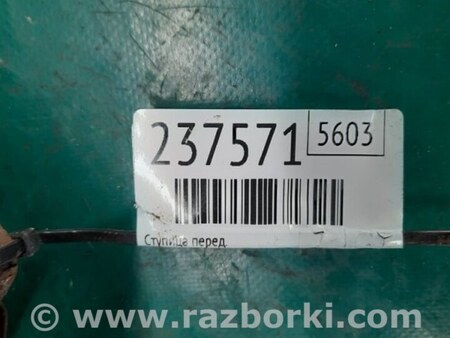 237571 5603
Ступица перед.
© www.razborki.com